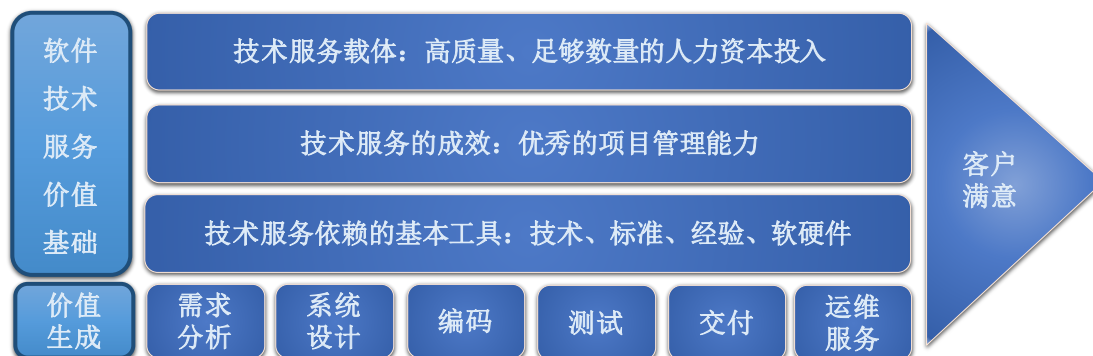 软件
技术
服务
价值
基础
技术服务载体：高质量、足够数量的人力资本投入
技术服务的成效：优秀的项目管理能力
技术服务依赖的基本工具：技术、标准、经验、软硬件
客户
满意
价值
生成
需求
分析
系统
设计
编码
测试
交付
运维
服务